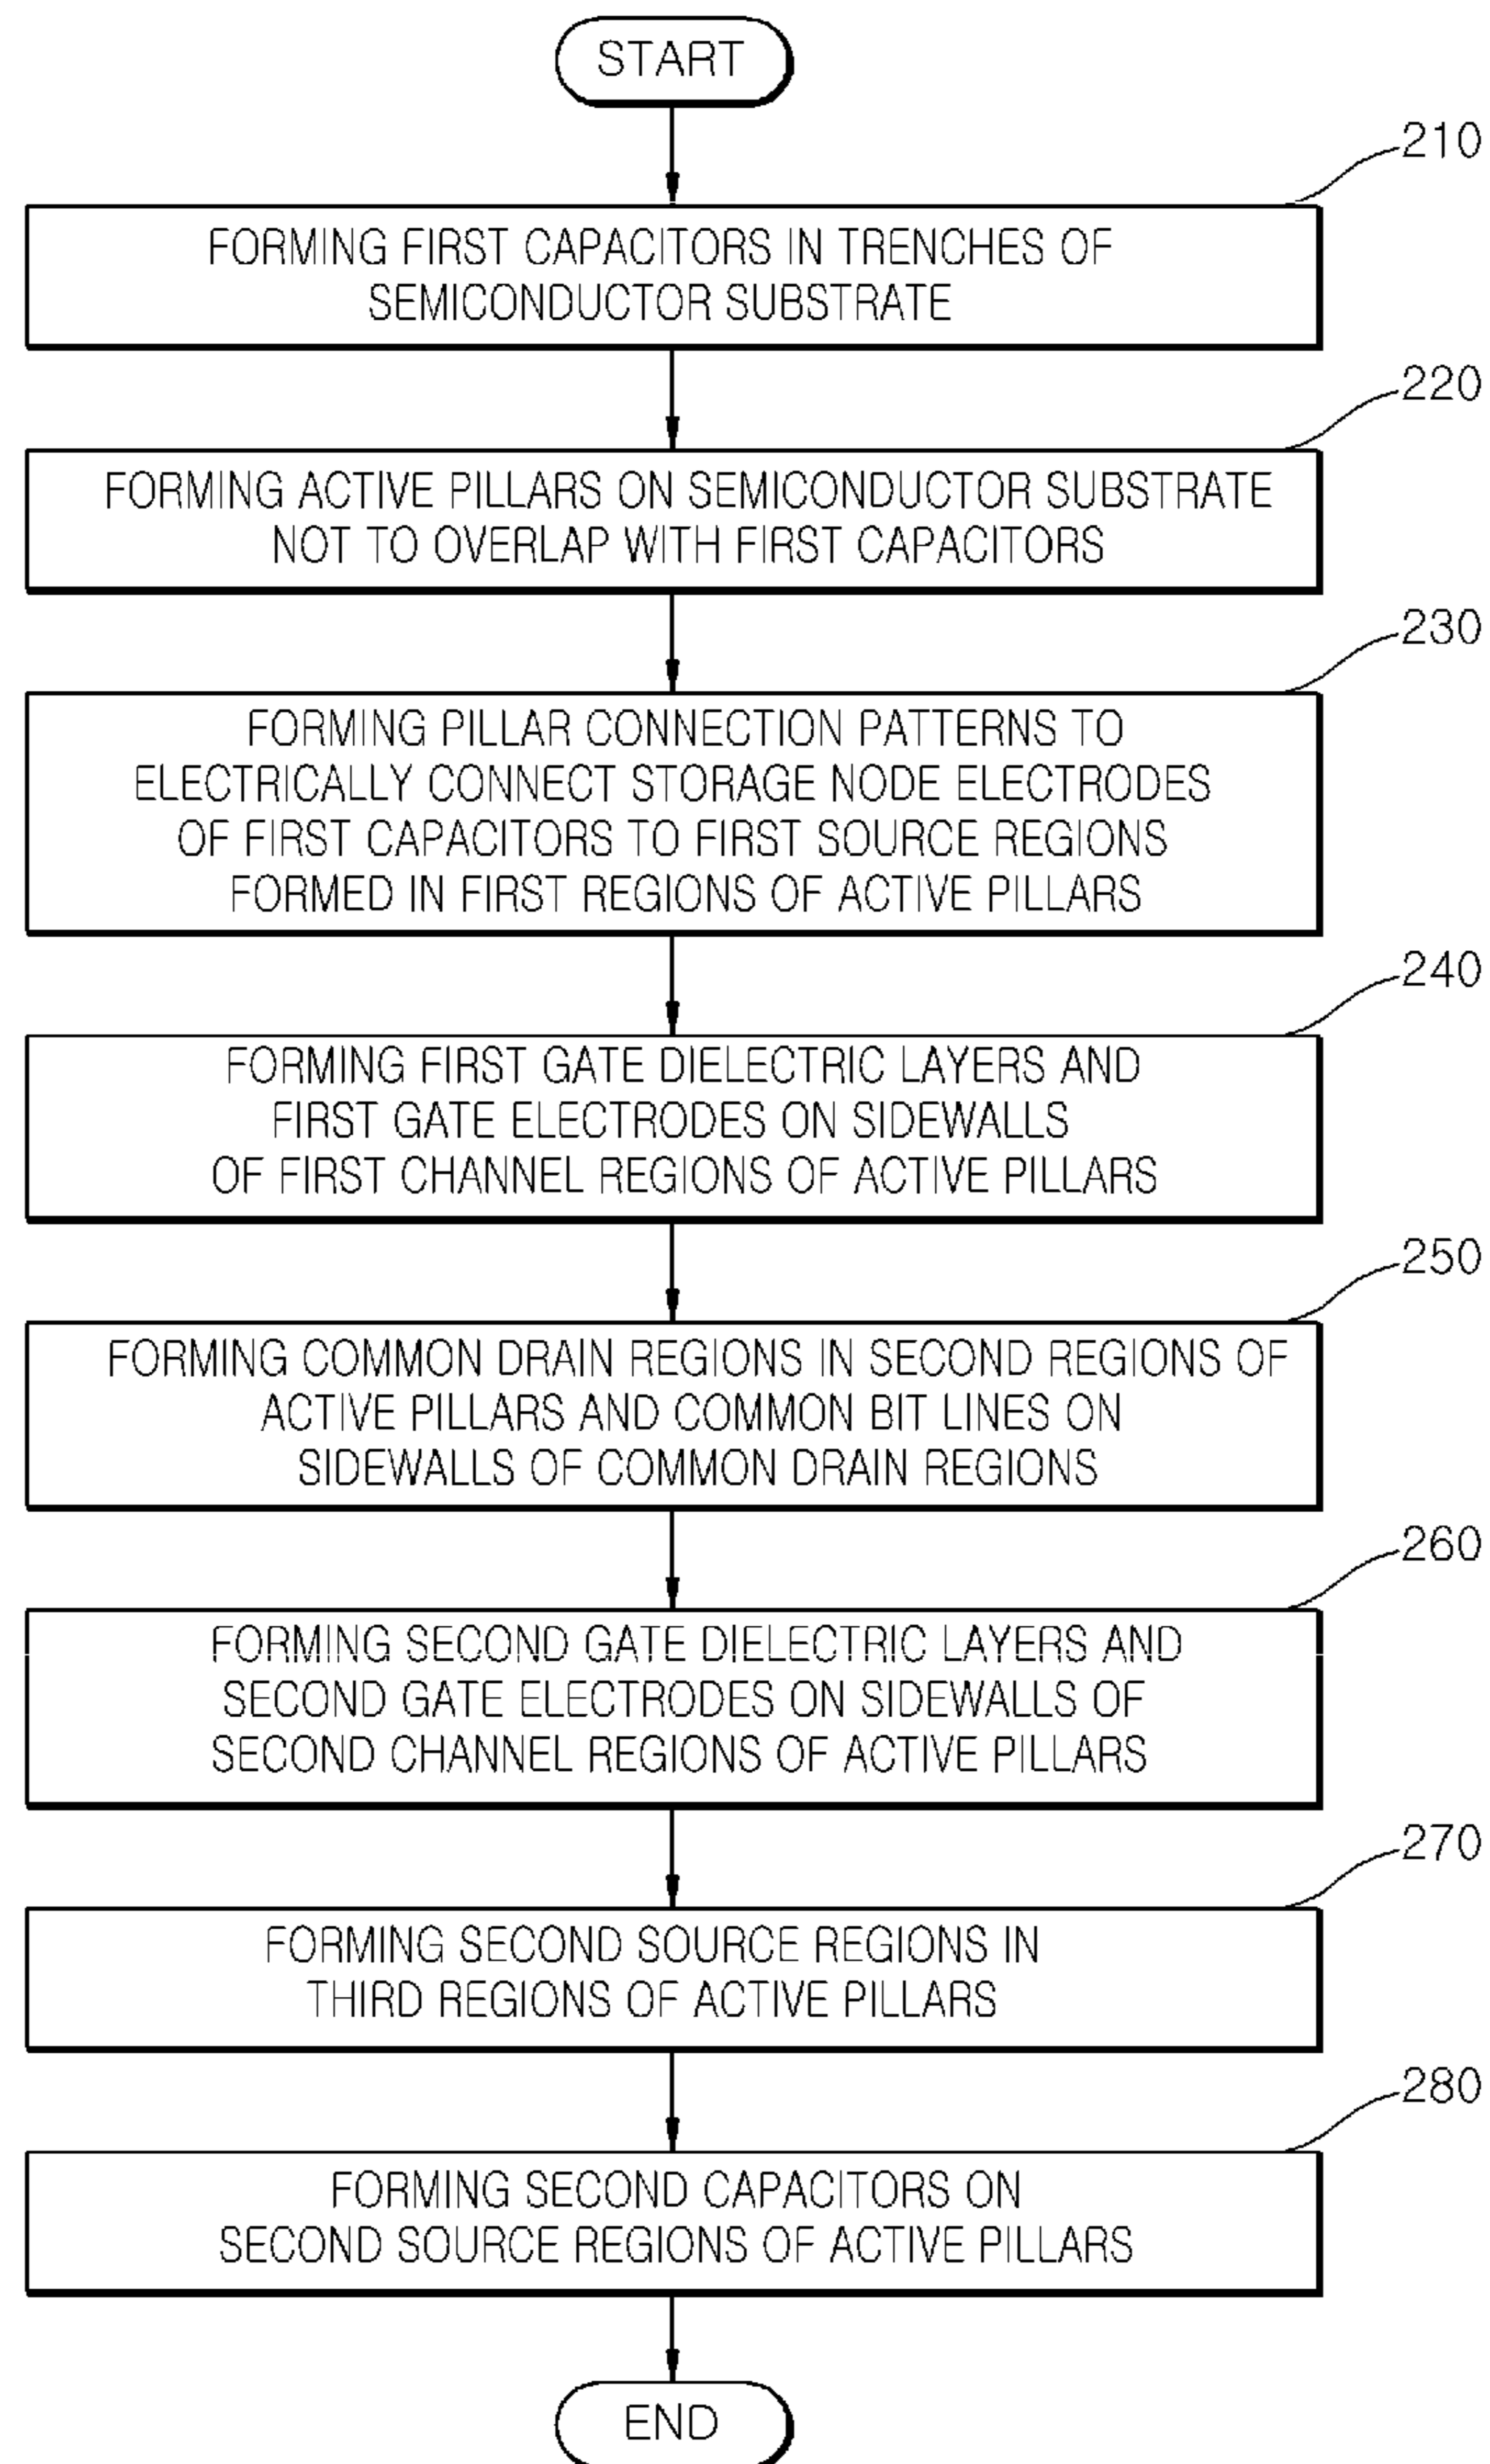 START
210
FORMING FIRST CAPACITORS IN TRENCHES OF
SEMICONDUCTOR SUBSTRATE
220
FORMING ACTIVE PILLARS ON SEMICONDUCTOR SUBSTRATE
NOT TO OVERLAP WITH FIRST CAPACITORS
230
FORMING PILLAR CONNECTION PATTERNS TO
ELECTRICALLY CONNECT STORAGE NODE ELECTRODES
OF FIRST CAPACITORS TO FIRST SOURCE REGIONS
FORMED IN FIRST REGIONS OF ACTIVE PILLARS
240
FORMING FIRST GATE DIELECTRIC LAYERS AND
FIRST GATE ELECTRODES ON SIDEWALLS
OF FIRST CHANNEL REGIONS OF ACTIVE PILLARS
250
FORMING COMMON DRAIN REGIONS IN SECOND REGIONS OF
ACTIVE PILLARS AND COMMON BIT LINES ON
SIDEWALLS OF COMMON DRAIN REGIONS
260
FORMING SECOND GATE DIELECTRIC LAYERS AND
SECOND GATE ELECTRODES ON SIDEWALLS OF
SECOND CHANNEL REGIONS OF ACTIVE PILLARS
270
FORMING SECOND SOURCE REGIONS IN
THIRD REGIONS OF ACTIVE PILLARS
280
FORMING SECOND CAPACITORS ON
SECOND SOURCE REGIONS OF ACTIVE PILLARS
END